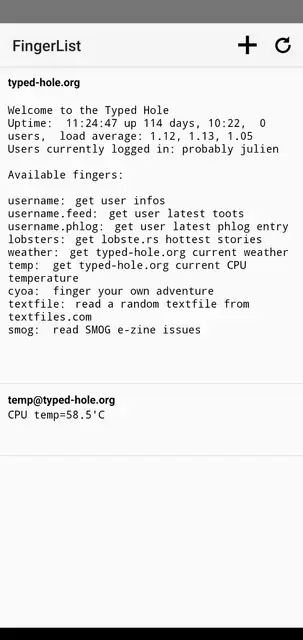 FingerList
typed-hole.org
Welcome to the Typed Hole
Uptime:  11:24:47 up 114 days, 10:22,  0
users,  load average: 1.12, 1.13, 1.05
Users currently logged in: probably julien
Available fingers:
username: get user infos
username.feed: get user latest toots
username.phlog: get user latest phlog entry
lobsters: get lobste.rs hottest stories
weather: get typed-hole.org current weather
temp:  get typed-hole.org current CPU
temperature
cyoa:  finger your own adventure
textfile: read a random textfile from
textfiles.com
smog:  read SMOG e-zine issues
temp@typed-hole.org
CPU temp=58.5'C